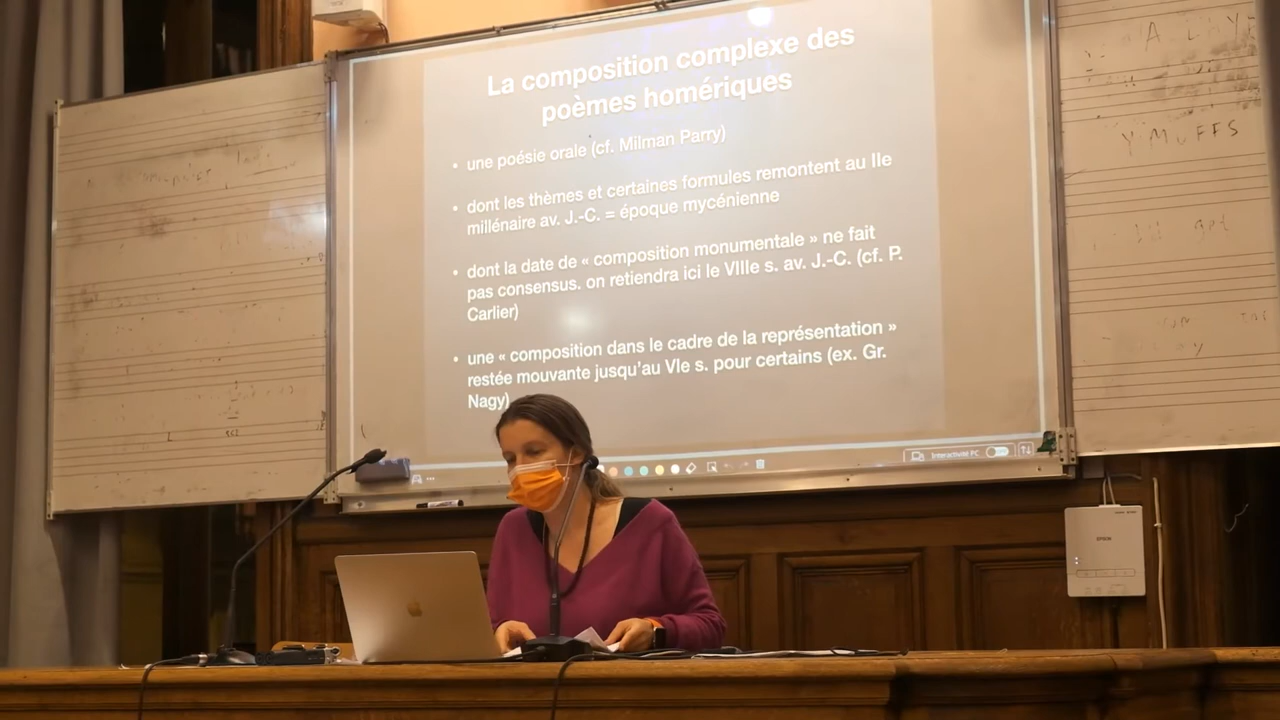 La composition complexe des
poèmes homériques
• une poésie orale (cf. Milman Parry)
• dont les thèmes et certaines formules remontent au IIe
millénaire av. J.-C. = époque mycénienne
• dont la date de « composition monumentale » ne fait
pas consensus. on retiendra ici le VIIIe s. av. J.-C. (cf. P.
Carlier)
• une « composition dans le cadre de la représentation »
restée mouvante jusqu'au VIe s. pour certains (ex. Gr.
Nagy)
Interactivité PC
YMUFFS
EPSON